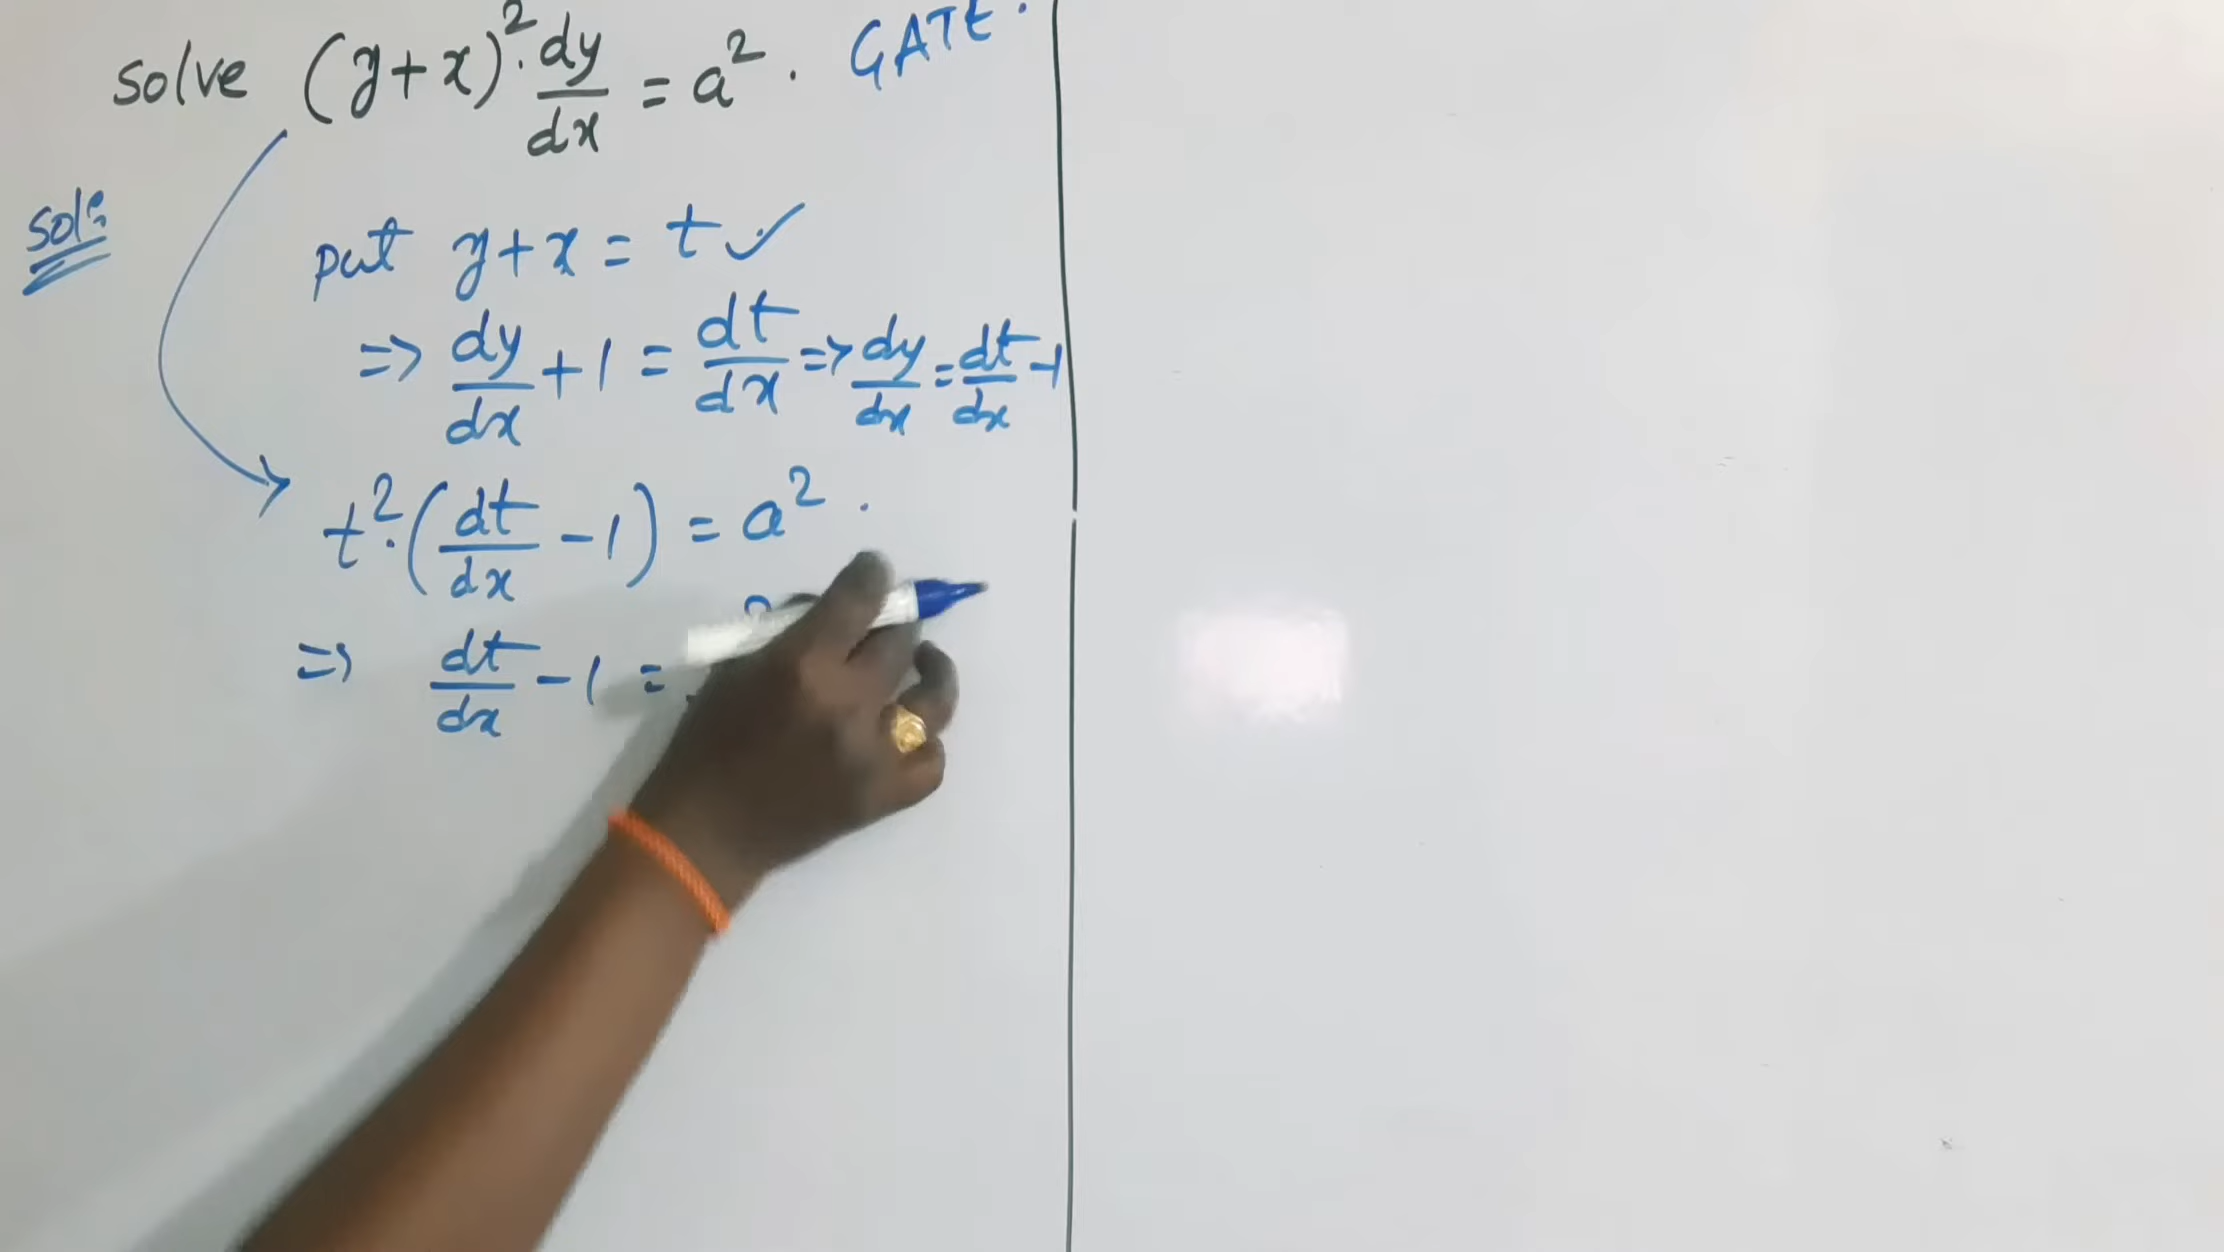 solve (y+x)². dy/dx = a². GATE.
Sol:
put y+x = t ✓
=> dy/dx + 1 = dt/dx => dy/dx = dt/dx - 1
t².(dt/dx - 1) = a².
=> dt/dx - 1 =